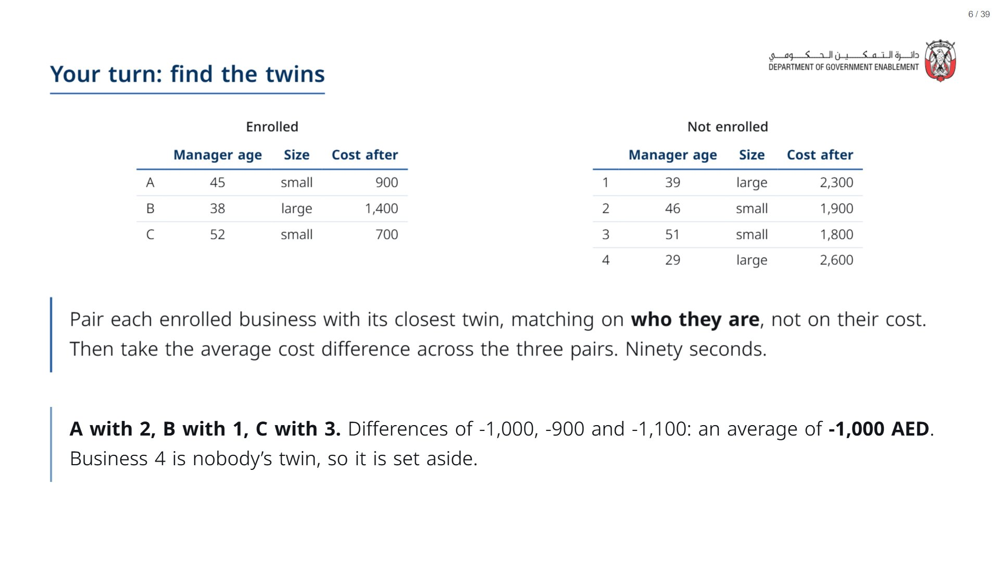 6 / 39
دائرة التمكين الحكومي
DEPARTMENT OF GOVERNMENT ENABLEMENT
Your turn: find the twins
Enrolled
Manager age Size Cost after
A 45 small 900
B 38 large 1,400
C 52 small 700
Not enrolled
Manager age Size Cost after
1 39 large 2,300
2 46 small 1,900
3 51 small 1,800
4 29 large 2,600
Pair each enrolled business with its closest twin, matching on who they are, not on their cost.
Then take the average cost difference across the three pairs. Ninety seconds.
A with 2, B with 1, C with 3. Differences of -1,000, -900 and -1,100: an average of -1,000 AED.
Business 4 is nobody’s twin, so it is set aside.